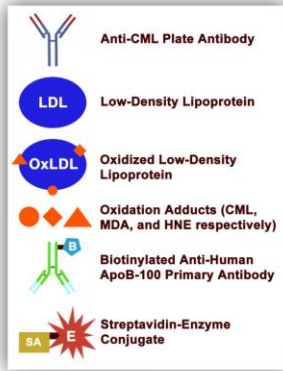 Anti-CML Plate Antibody
LDL
Low-Density Lipoprotein
OxLDL
Oxidized Low-Density
Lipoprotein
Oxidation Adducts (CML,
MDA, and HNE respectively)
B
Biotinylated Anti-Human
ApoB-100 Primary Antibody
SA
E
Streptavidin-Enzyme
Conjugate